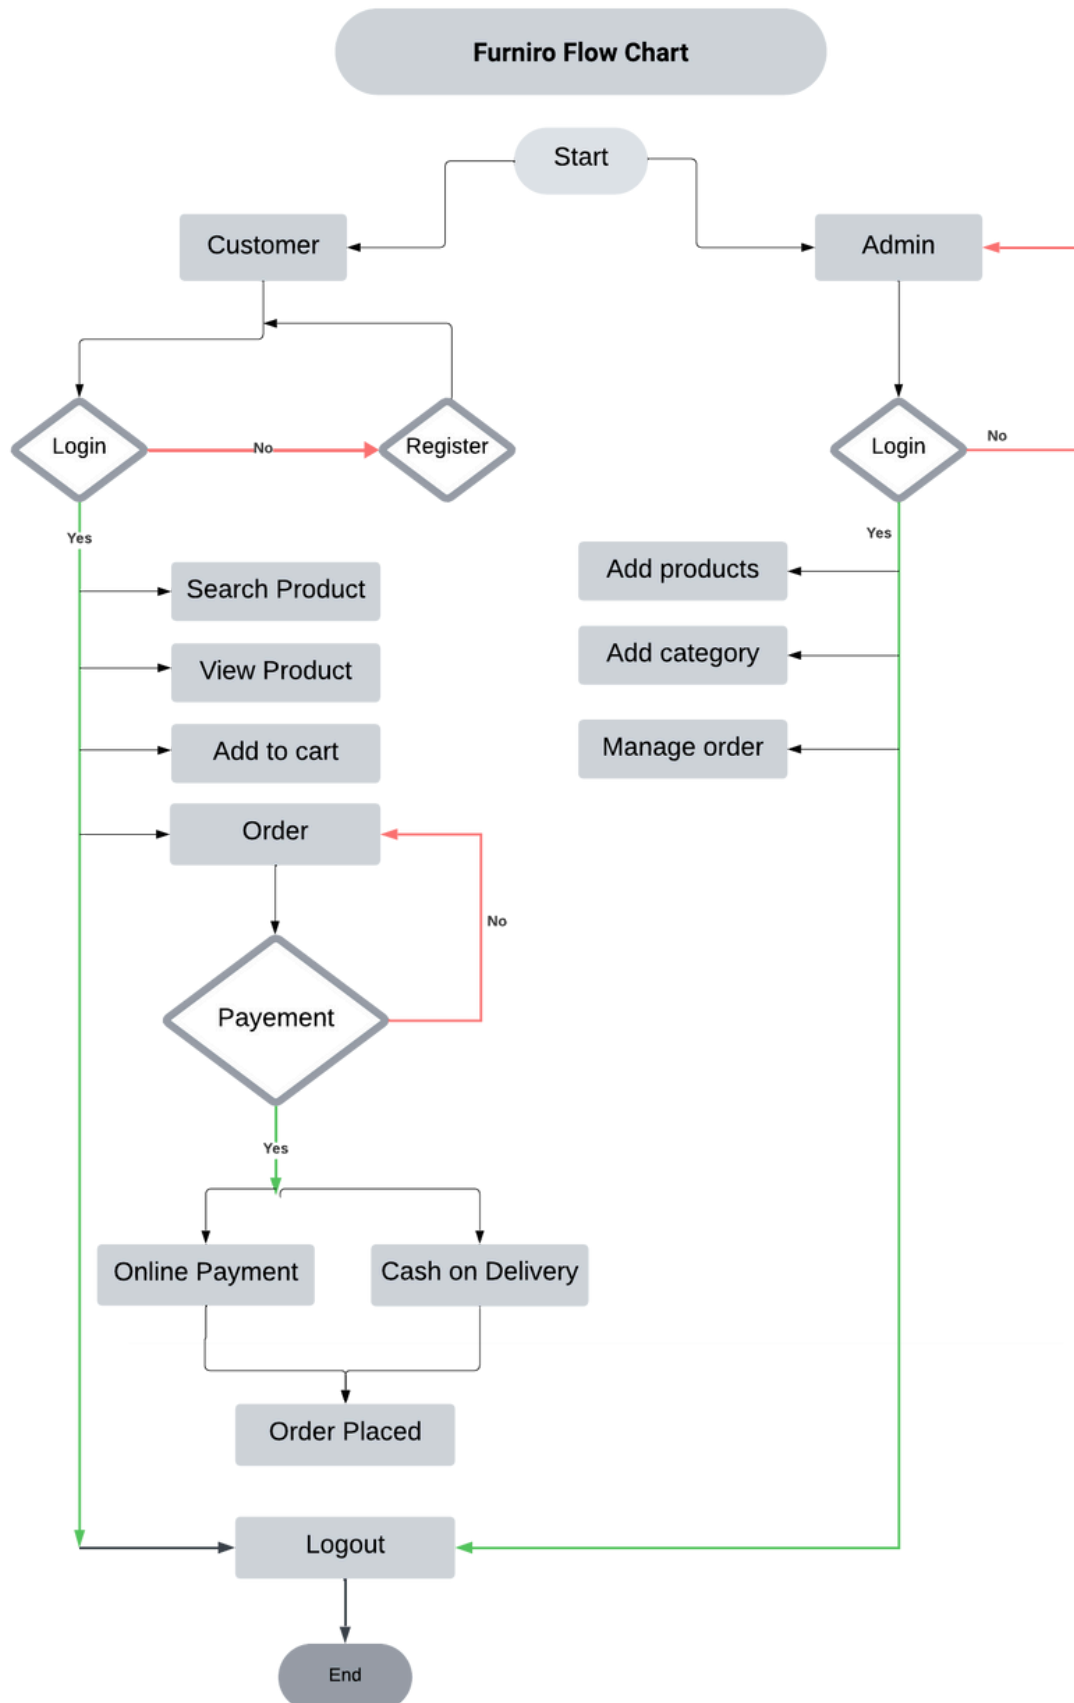 Furniro Flow Chart
Start
Customer
Admin
Login
No
Register
Login
No
Yes
Yes
Search Product
Add products
View Product
Add category
Add to cart
Manage order
Order
No
Payement
Yes
Online Payment
Cash on Delivery
Order Placed
Logout
End